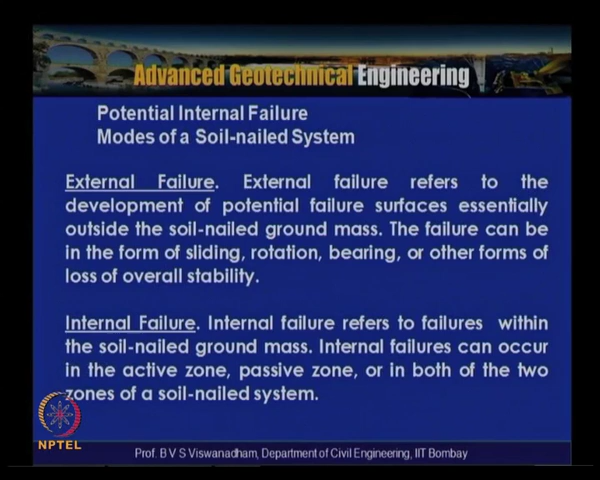 Advanced Geotechnical Engineering
Potential Internal Failure
Modes of a Soil-nailed System
External Failure. External failure refers to the
development of potential failure surfaces essentially
outside the soil-nailed ground mass. The failure can be
in the form of sliding, rotation, bearing, or other forms of
loss of overall stability.
Internal Failure. Internal failure refers to failures within
the soil-nailed ground mass. Internal failures can occur
in the active zone, passive zone, or in both of the two
zones of a soil-nailed system.
NPTEL
Prof. B V S Viswanadham, Department of Civil Engineering, IIT Bombay